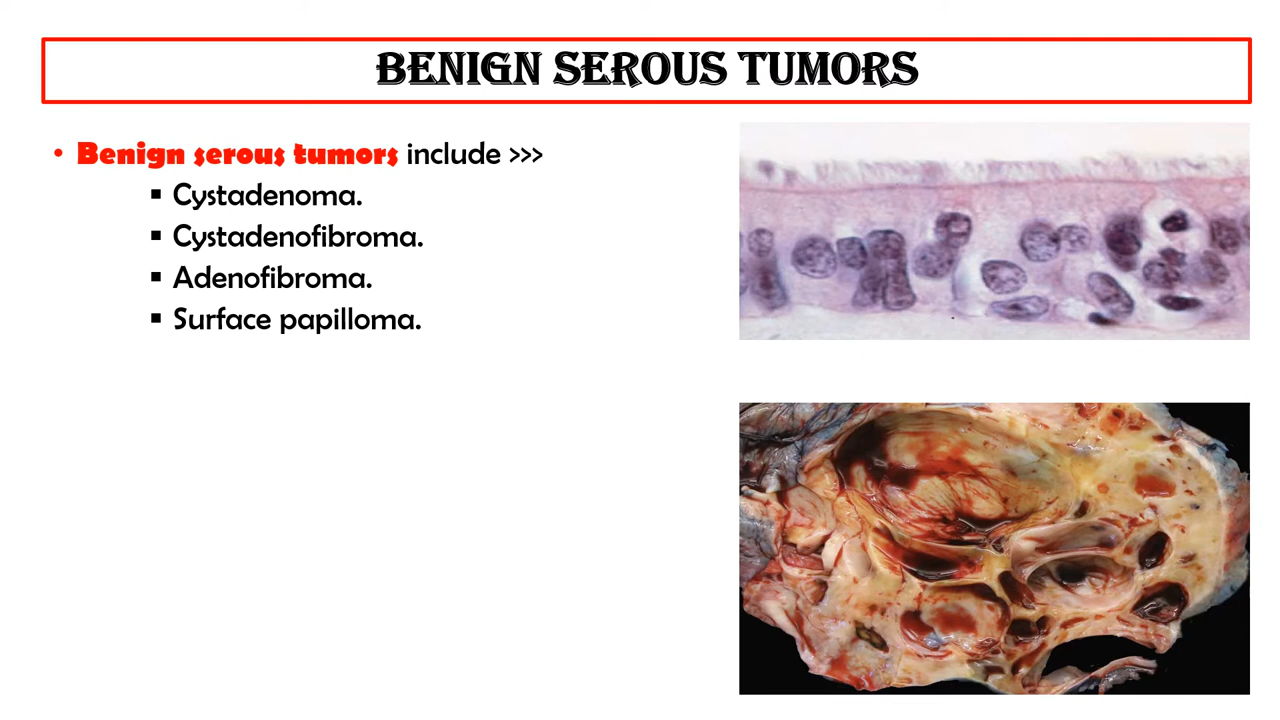 BENIGN SEROUS TUMORS
• Benign serous tumors include >>>
▪ Cystadenoma.
▪ Cystadenofibroma.
▪ Adenofibroma.
▪ Surface papilloma.